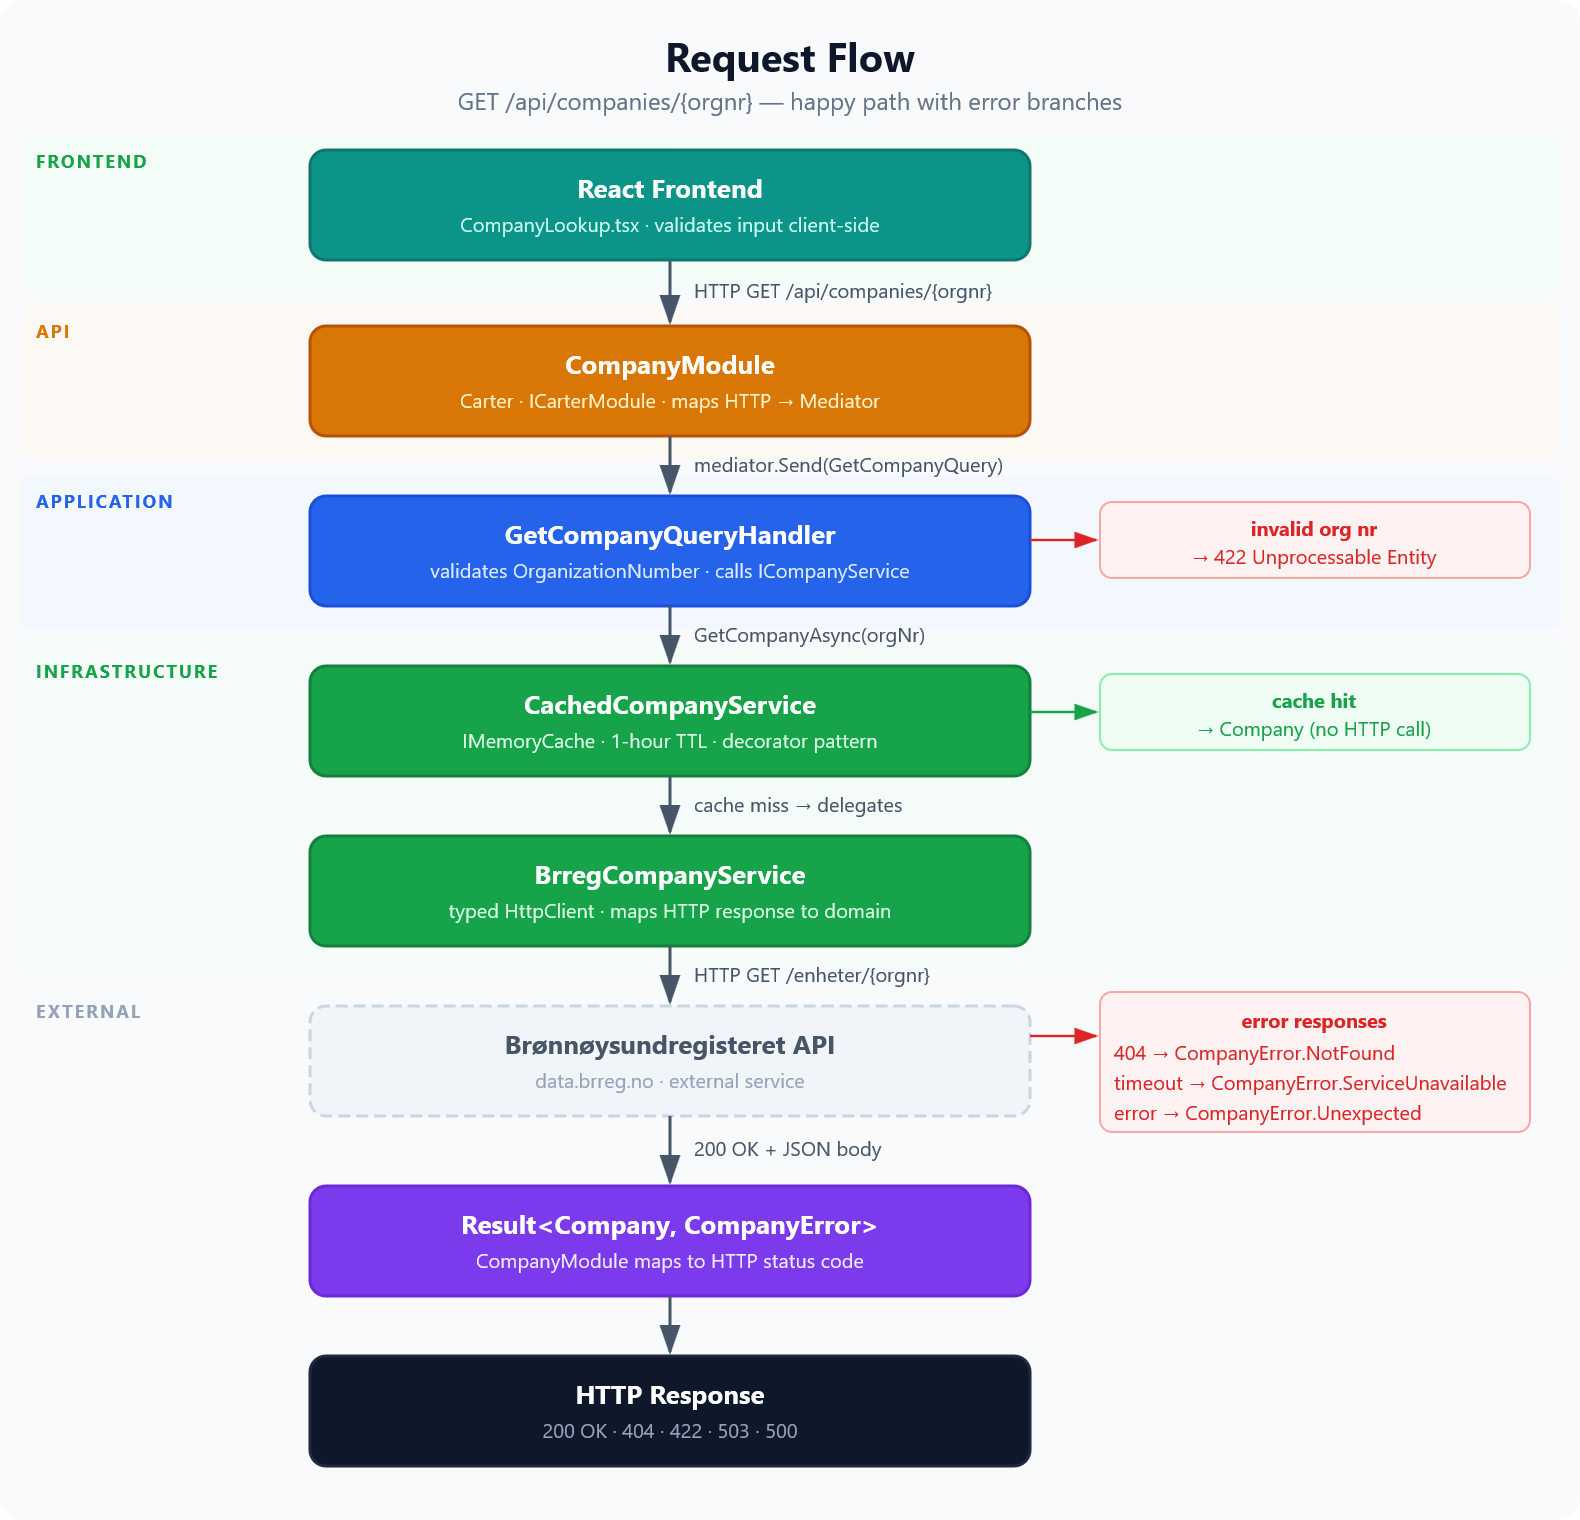 Request Flow
GET /api/companies/{orgnr} — happy path with error branches
FRONTEND
React Frontend
CompanyLookup.tsx · validates input client-side
HTTP GET /api/companies/{orgnr}
API
CompanyModule
Carter · ICarterModule · maps HTTP → Mediator
mediator.Send(GetCompanyQuery)
APPLICATION
GetCompanyQueryHandler
validates OrganizationNumber · calls ICompanyService
invalid org nr
→ 422 Unprocessable Entity
GetCompanyAsync(orgNr)
INFRASTRUCTURE
CachedCompanyService
IMemoryCache · 1-hour TTL · decorator pattern
cache hit
→ Company (no HTTP call)
cache miss → delegates
BrregCompanyService
typed HttpClient · maps HTTP response to domain
HTTP GET /enheter/{orgnr}
EXTERNAL
Brønnøysundregisteret API
data.brreg.no · external service
error responses
404 → CompanyError.NotFound
timeout → CompanyError.ServiceUnavailable
error → CompanyError.Unexpected
200 OK + JSON body
Result<Company, CompanyError>
CompanyModule maps to HTTP status code
HTTP Response
200 OK · 404 · 422 · 503 · 500